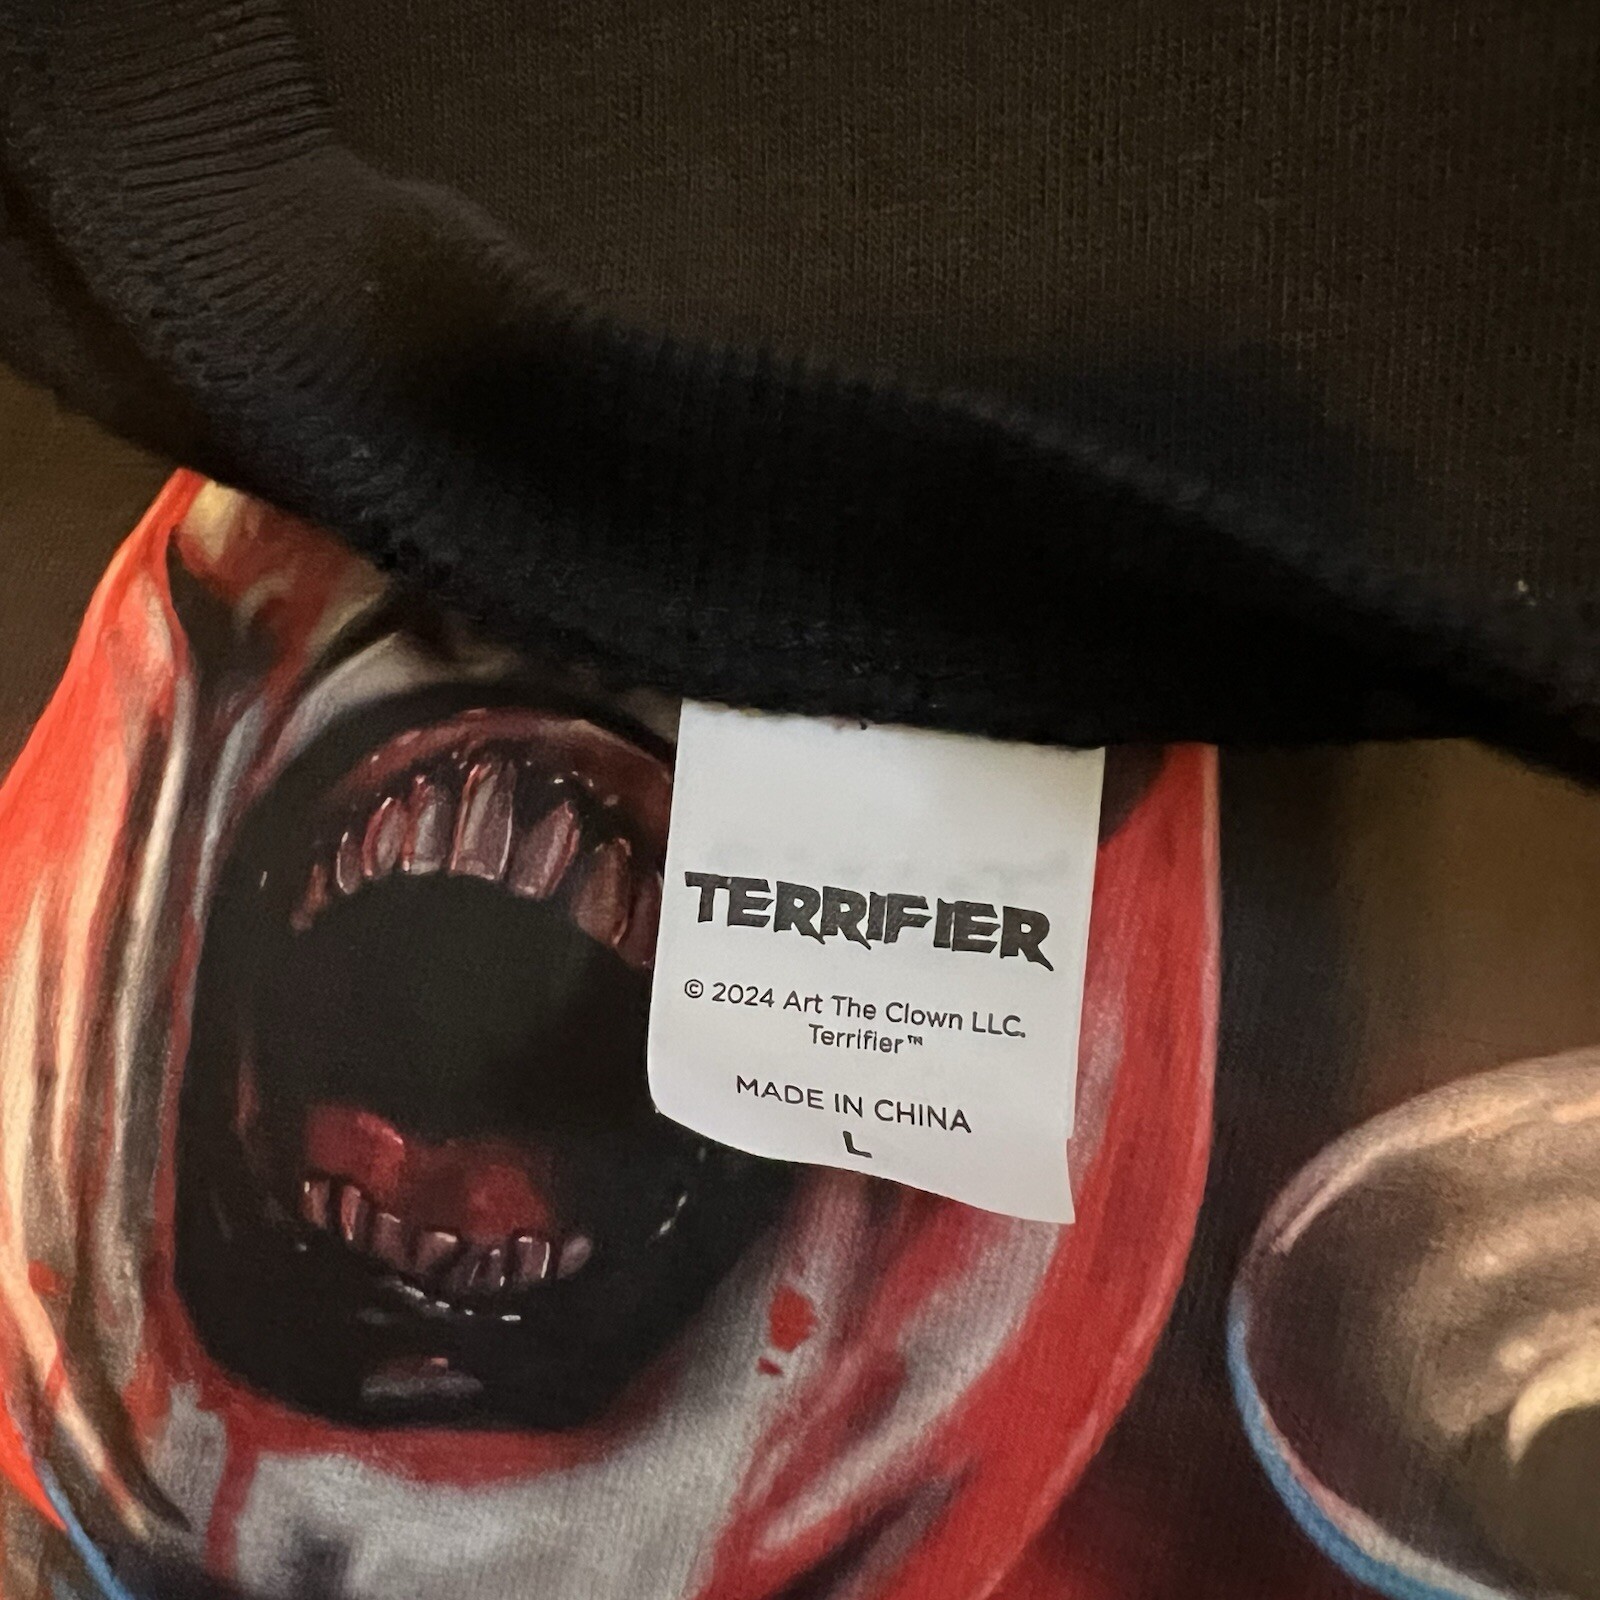 TERRIFIER
© 2024 Art The Clown LLC.
Terrifier™
MADE IN CHINA
L